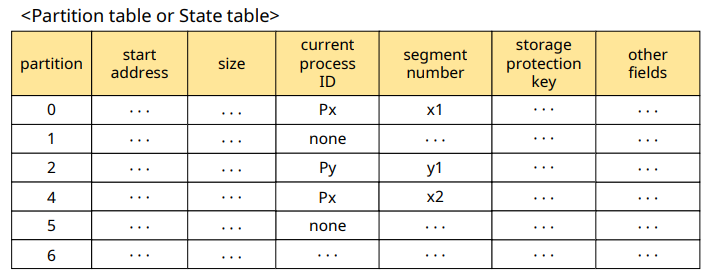 <Partition table or State table>
partition | start address | size | current process ID | segment number | storage protection key | other fields
0 | ... | ... | Px | x1 | ... | ...
1 | ... | ... | none | ... | ... | ...
2 | ... | ... | Py | y1 | ... | ...
4 | ... | ... | Px | x2 | ... | ...
5 | ... | ... | none | ... | ... | ...
6 | ... | ... | ... | ... | ... | ...